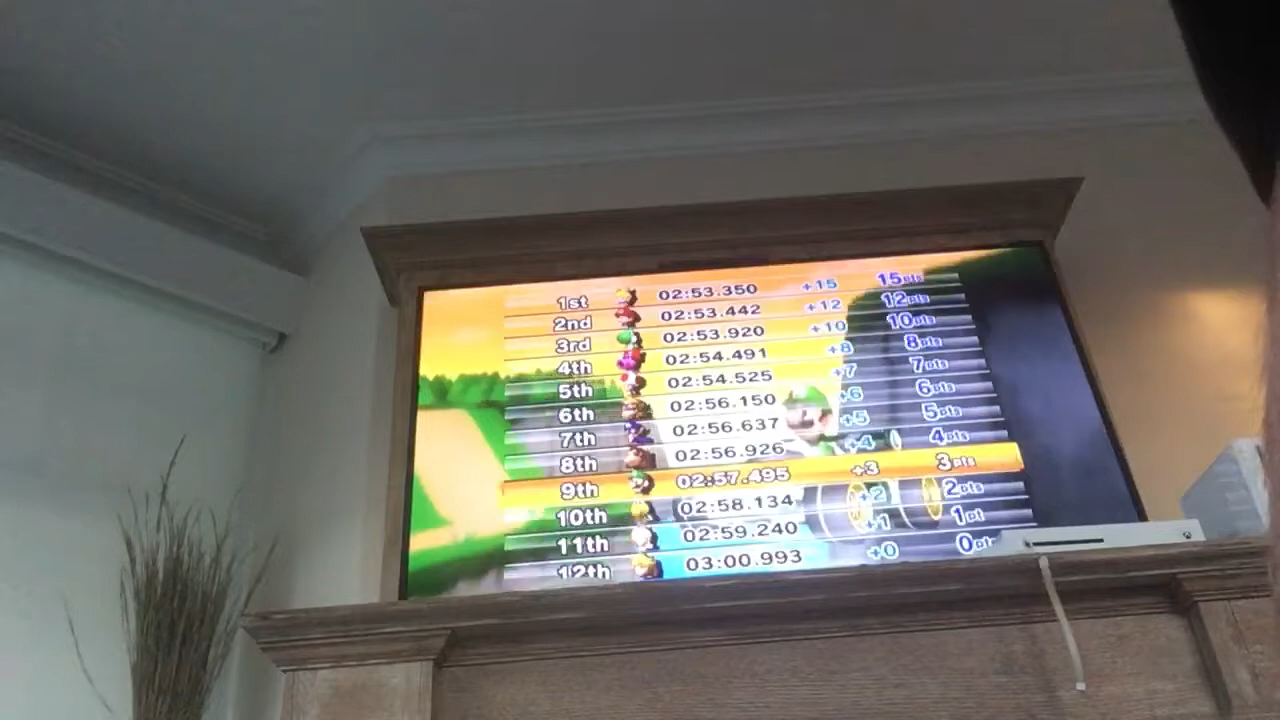 1st 02:53.350 +15 15pts
2nd 02:53.442 +12 12pts
3rd 02:53.920 +10 10pts
4th 02:54.491 +8 8pts
5th 02:54.525 +7 7pts
6th 02:56.150 +6 6pts
7th 02:56.637 +5 5pts
8th 02:56.926 +4 4pts
9th 02:57.495 +3 3pts
10th 02:58.134 +2 2pts
11th 02:59.240 +1 1pt
12th 03:00.993 +0 0pts